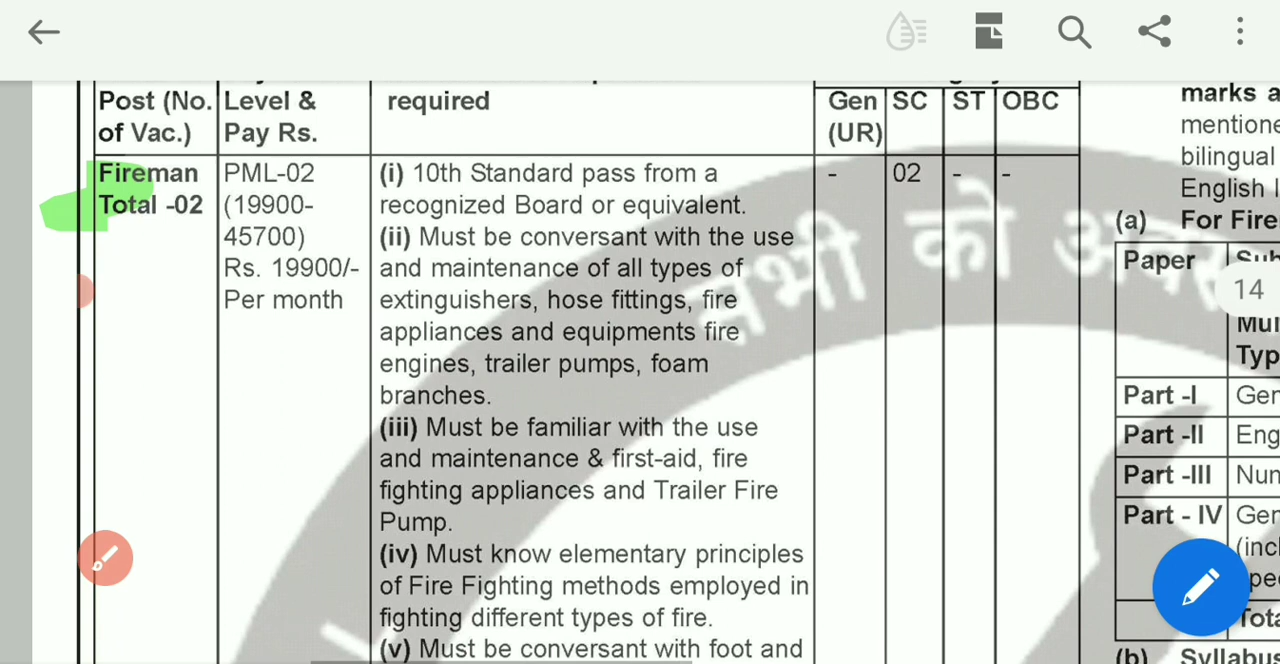 Post (No.
of Vac.)
Level &
Pay Rs.
required
Gen
(UR)
SC
ST
OBC
Fireman
Total -02
PML-02
(19900-
45700)
Rs. 19900/-
Per month
(i) 10th Standard pass from a
recognized Board or equivalent.
(ii) Must be conversant with the use
and maintenance of all types of
extinguishers, hose fittings, fire
appliances and equipments fire
engines, trailer pumps, foam
branches.
(iii) Must be familiar with the use
and maintenance & first-aid, fire
fighting appliances and Trailer Fire
Pump.
(iv) Must know elementary principles
of Fire Fighting methods employed in
fighting different types of fire.
(v) Must be conversant with foot and
-
02
-
-
सभी को
marks
bilingual
English
(a) For Fire
Paper
14
Part -I
Part -II
Part -III
Part - IV
(b) Syllabus